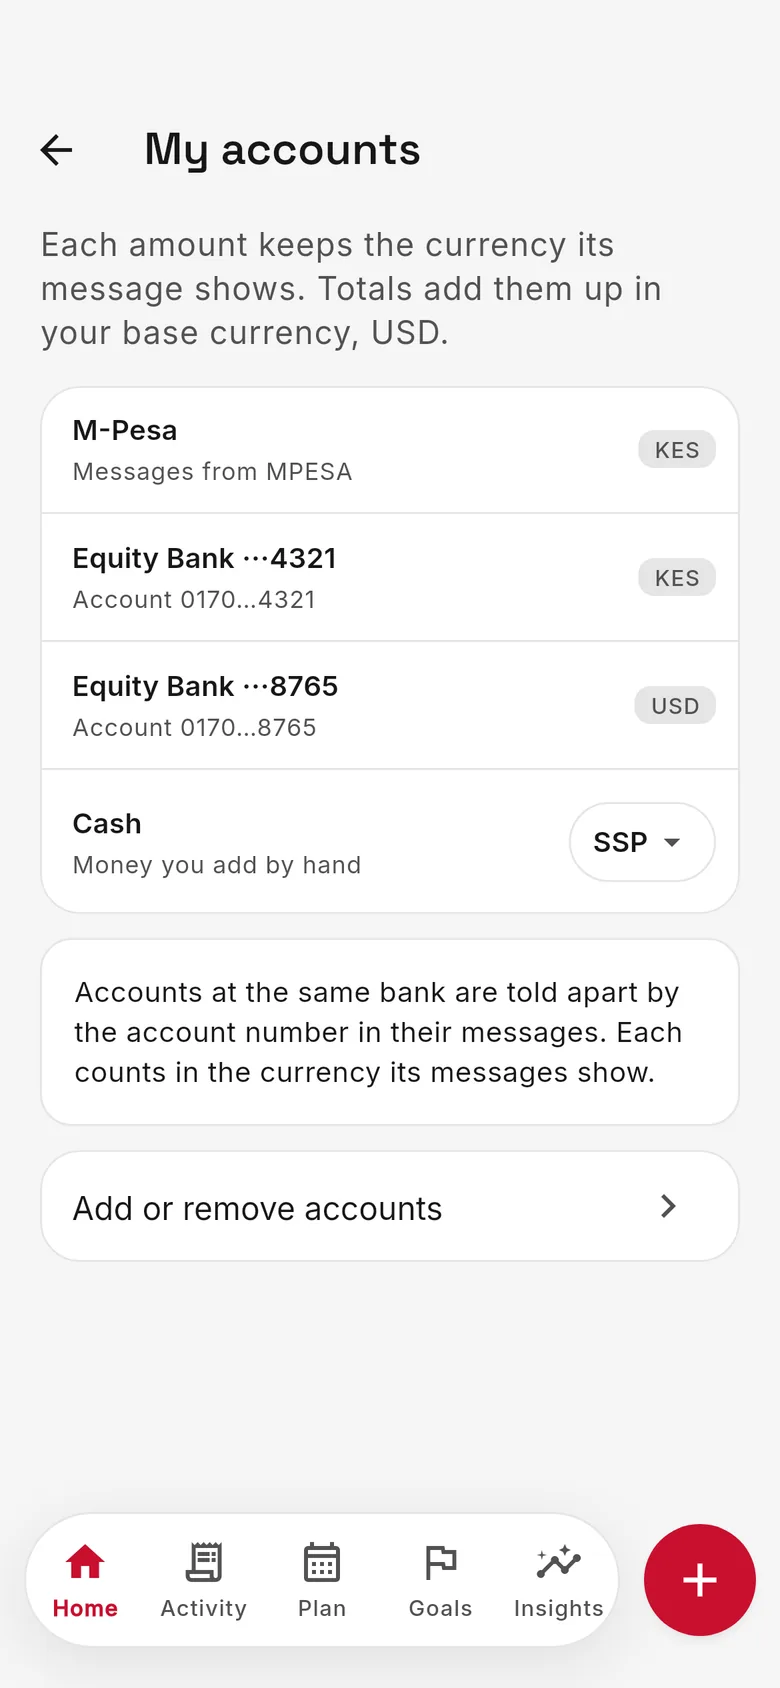 My accounts
Each amount keeps the currency its
message shows. Totals add them up in
your base currency, USD.
M-Pesa
Messages from MPESA
KES
Equity Bank ···4321
Account 0170…4321
KES
Equity Bank ···8765
Account 0170…8765
USD
Cash
Money you add by hand
SSP
Accounts at the same bank are told apart by
the account number in their messages. Each
counts in the currency its messages show.
Add or remove accounts
Home
Activity
Plan
Goals
Insights